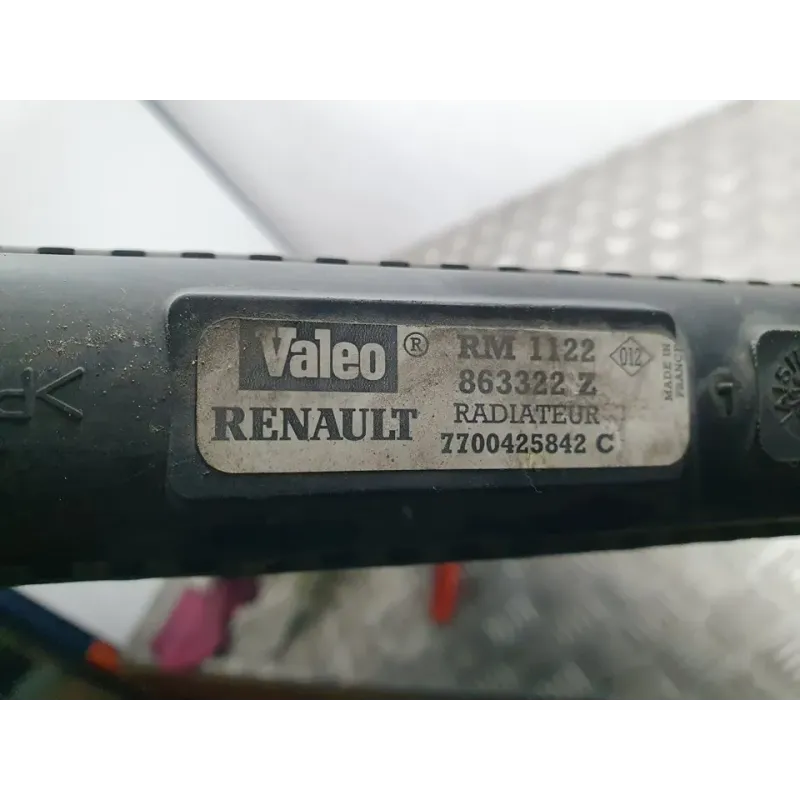 Valeo® RM 1122 012
863322 Z
RENAULT RADIATEUR
7700425842 C
MADE IN
FRANCE